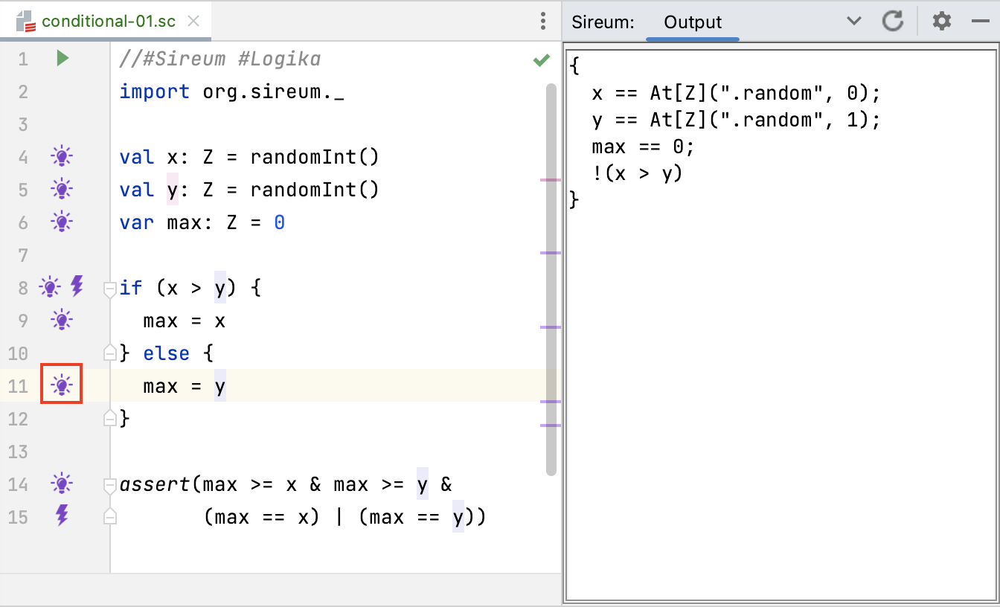 conditional-01.sc
Sireum: Output
1 //#Sireum #Logika
2 import org.sireum._
3
4 val x: Z = randomInt()
5 val y: Z = randomInt()
6 var max: Z = 0
7
8 if (x > y) {
9   max = x
10 } else {
11   max = y
12 }
13
14 assert(max >= x & max >= y &
15        (max == x) | (max == y))
{
  x == At[Z](".random", 0);
  y == At[Z](".random", 1);
  max == 0;
  !(x > y)
}